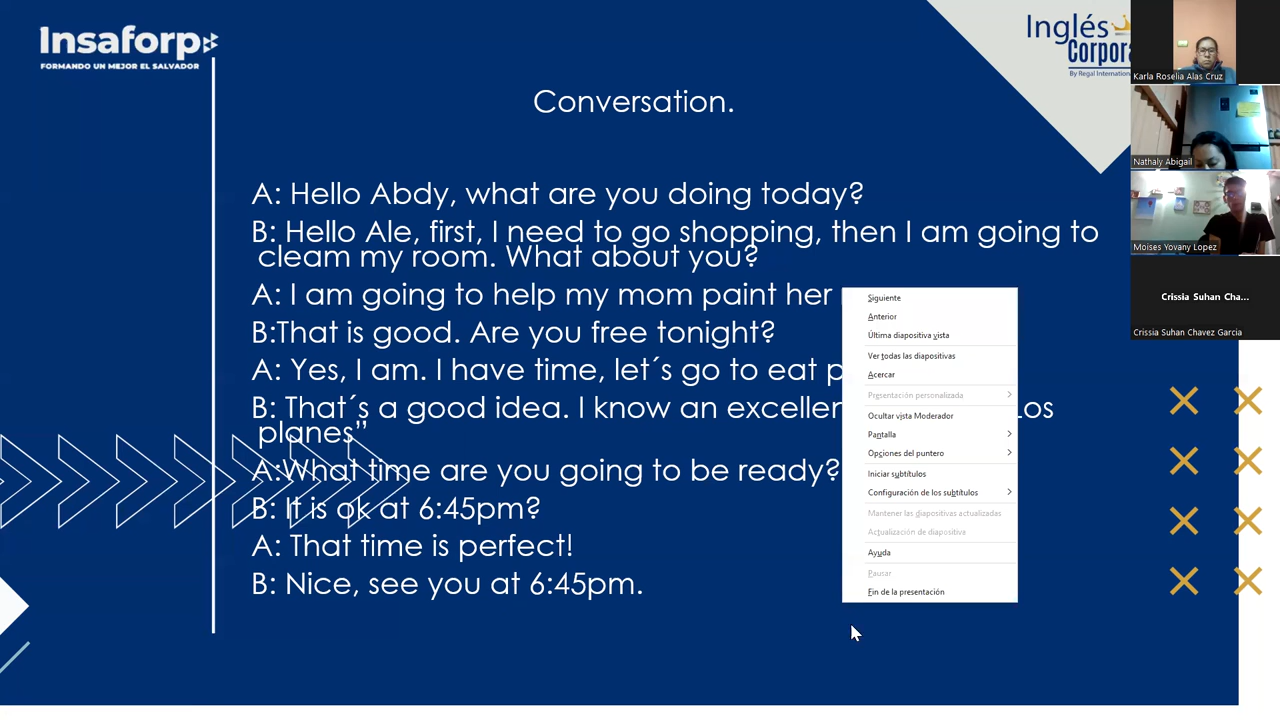 Insaforp
FORMANDO UN MEJOR EL SALVADOR
Inglés
Corpora
By Regal Internation
Conversation.
A: Hello Abdy, what are you doing today?
B: Hello Ale, first, I need to go shopping, then I am going to
cleam my room. What about you?
A: I am going to help my mom paint her
B:That is good. Are you free tonight?
A: Yes, I am. I have time, let´s go to eat
B: That´s a good idea. I know an excellen Los
planes”
A:What time are you going to be ready?
B: It is ok at 6:45pm?
A: That time is perfect!
B: Nice, see you at 6:45pm.
Siguiente
Anterior
Última diapositiva vista
Ver todas las diapositivas
Acercar
Presentación personalizada
Ocultar vista Moderador
Pantalla
Opciones del puntero
Iniciar subtítulos
Configuración de los subtítulos
Mantener las diapositivas actualizadas
Actualización de diapositiva
Ayuda
Pausar
Fin de la presentación
Karla Roselia Alas Cruz
Nathaly Abigail
Moises Yovany Lopez
Crissia Suhan Cha...
Crissia Suhan Chavez Garcia